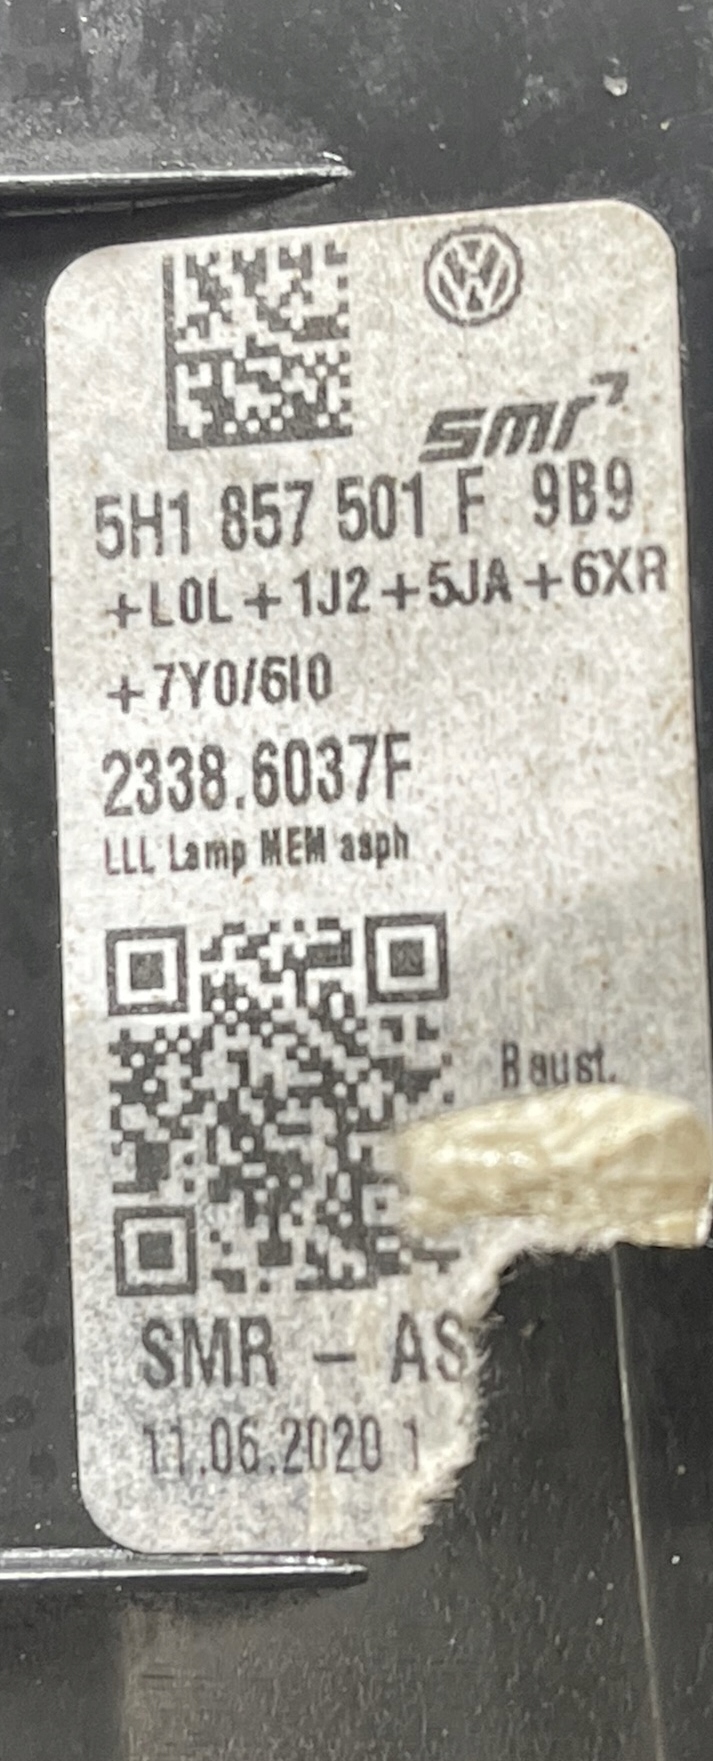 smr
5H1 857 501 F 9B9
+L0L+1J2+5JA+6XR
+7Y0/6I0
2338.6037F
LLL Lamp MEM asph
Baust.
SMR - AS
11.06.2020 1